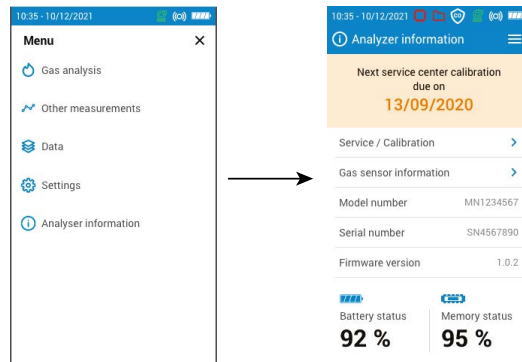 10:35 - 10/12/2021
Menu
Gas analysis
Other measurements
Data
Settings
Analyser information
10:35 - 10/12/2021 CO
Analyzer information
Next service center calibration
due on
13/09/2020
Service / Calibration
Gas sensor information
Model number MN1234567
Serial number SN4567890
Firmware version 1.0.2
Battery status Memory status
92 % 95 %